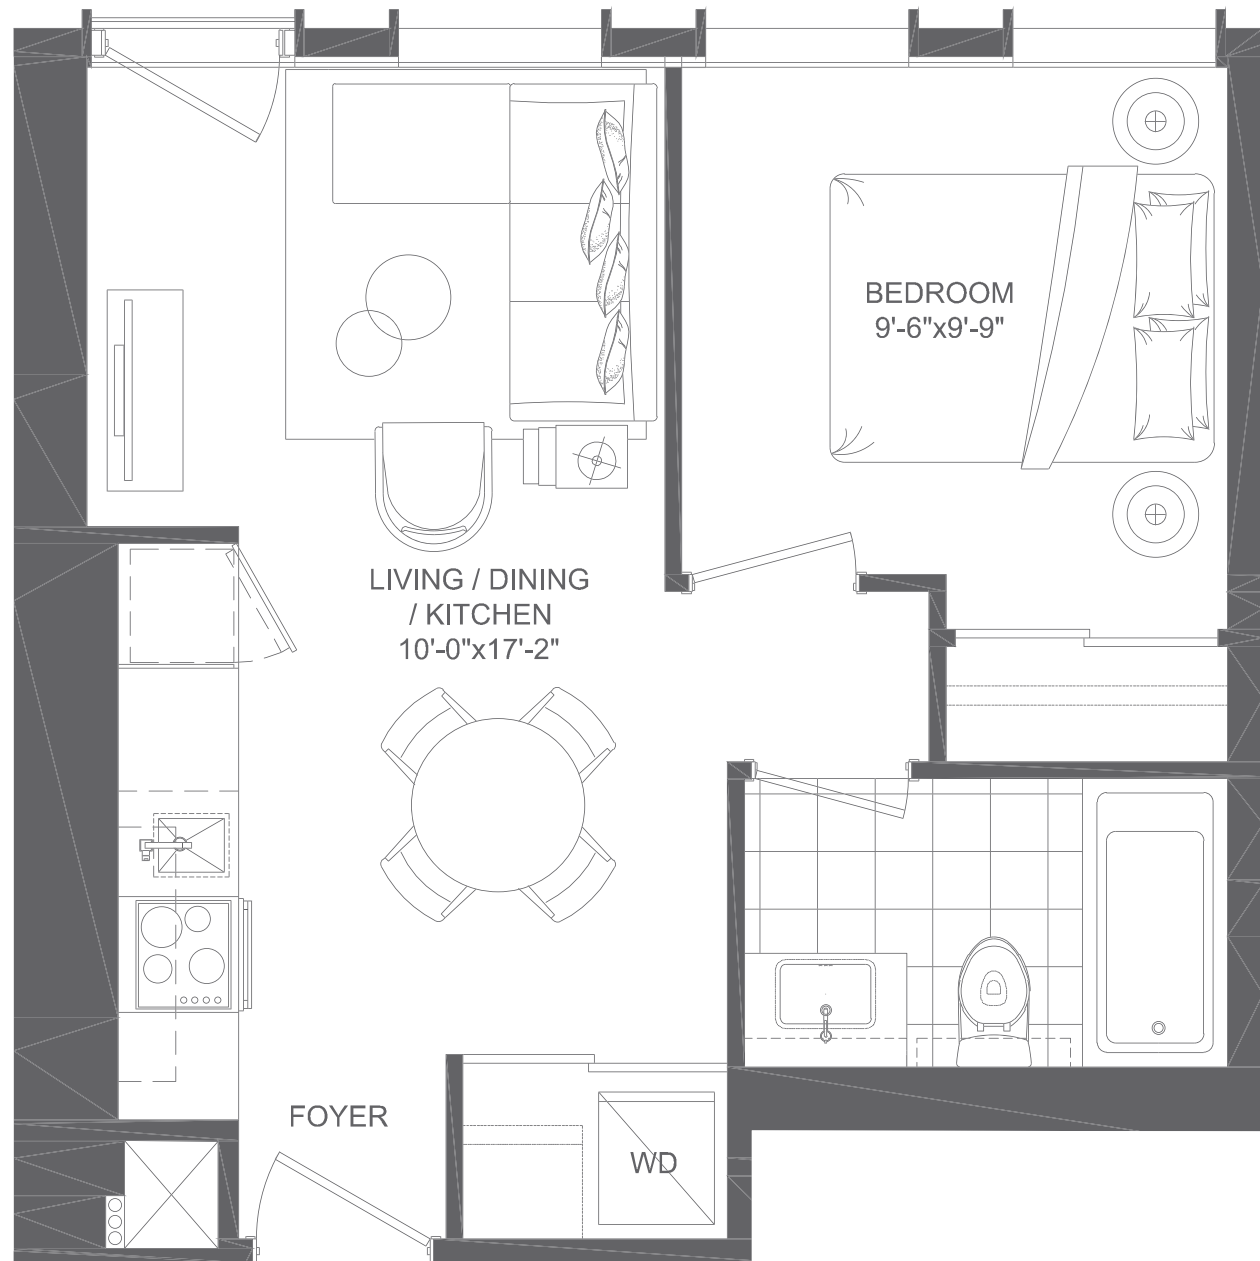 BEDROOM
9'-6"x9'-9"
LIVING / DINING
/ KITCHEN
10'-0"x17'-2"
FOYER
WD